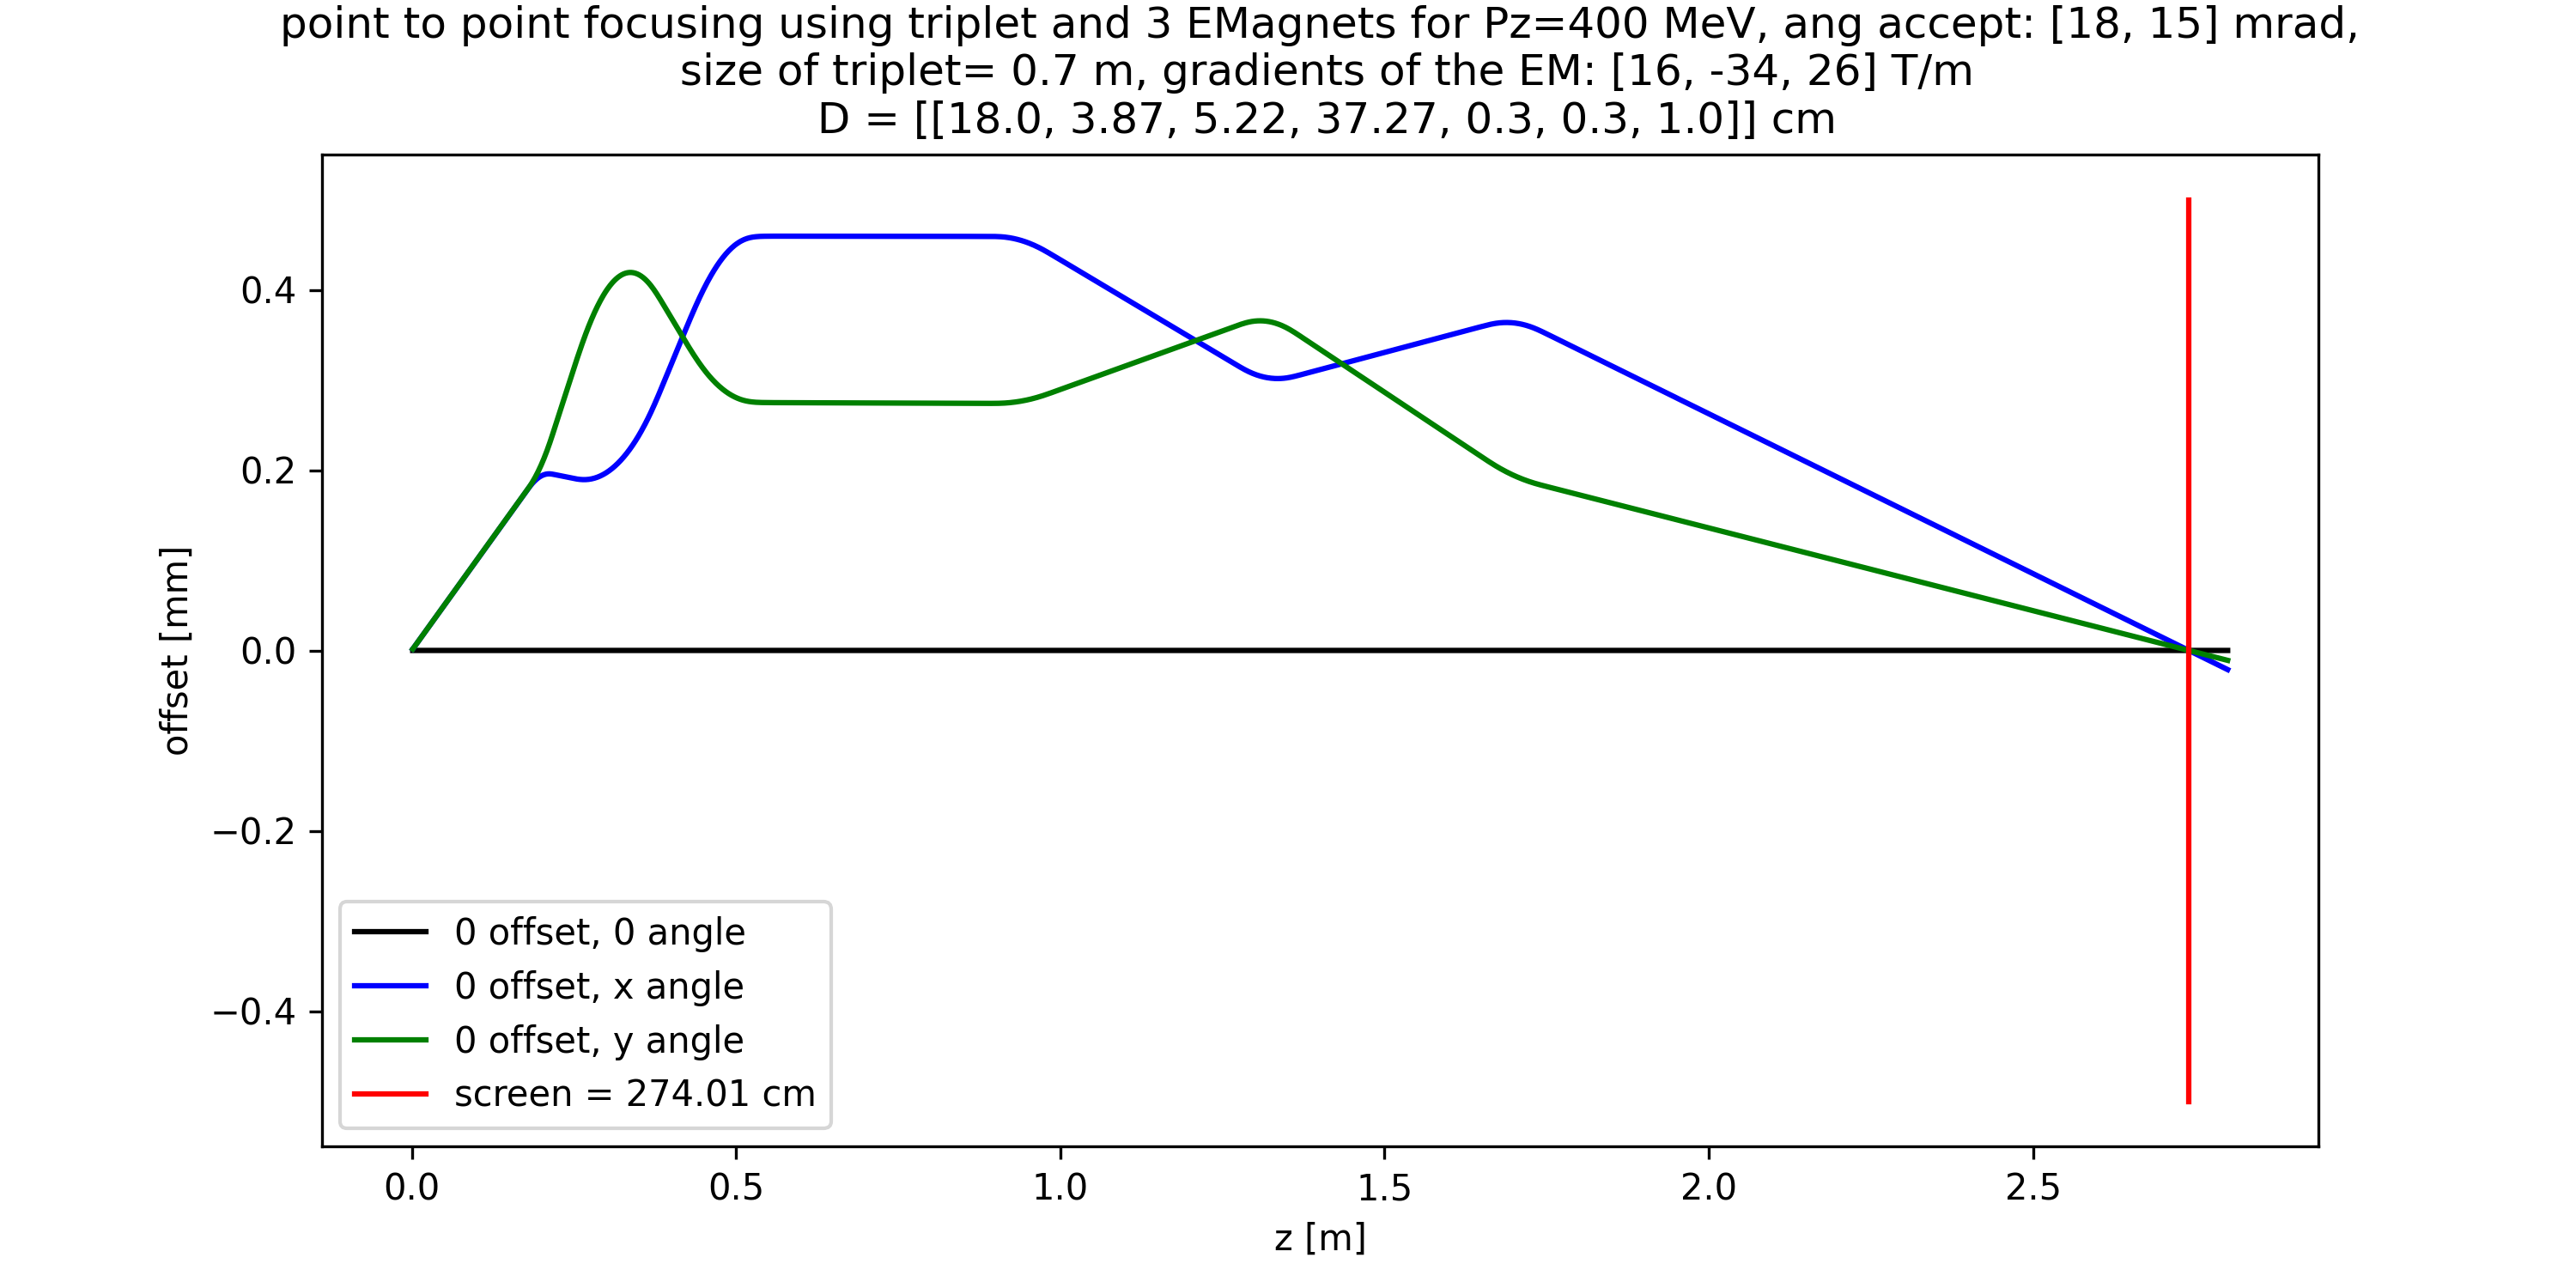 point to point focusing using triplet and 3 EMagnets for Pz=400 MeV, ang accept: [18, 15] mrad,
size of triplet= 0.7 m, gradients of the EM: [16, -34, 26] T/m
D = [[18.0, 3.87, 5.22, 37.27, 0.3, 0.3, 1.0]] cm
offset [mm]
0.4
0.2
0.0
−0.2
−0.4
0 offset, 0 angle
0 offset, x angle
0 offset, y angle
screen = 274.01 cm
0.0
0.5
1.0
1.5
2.0
2.5
z [m]